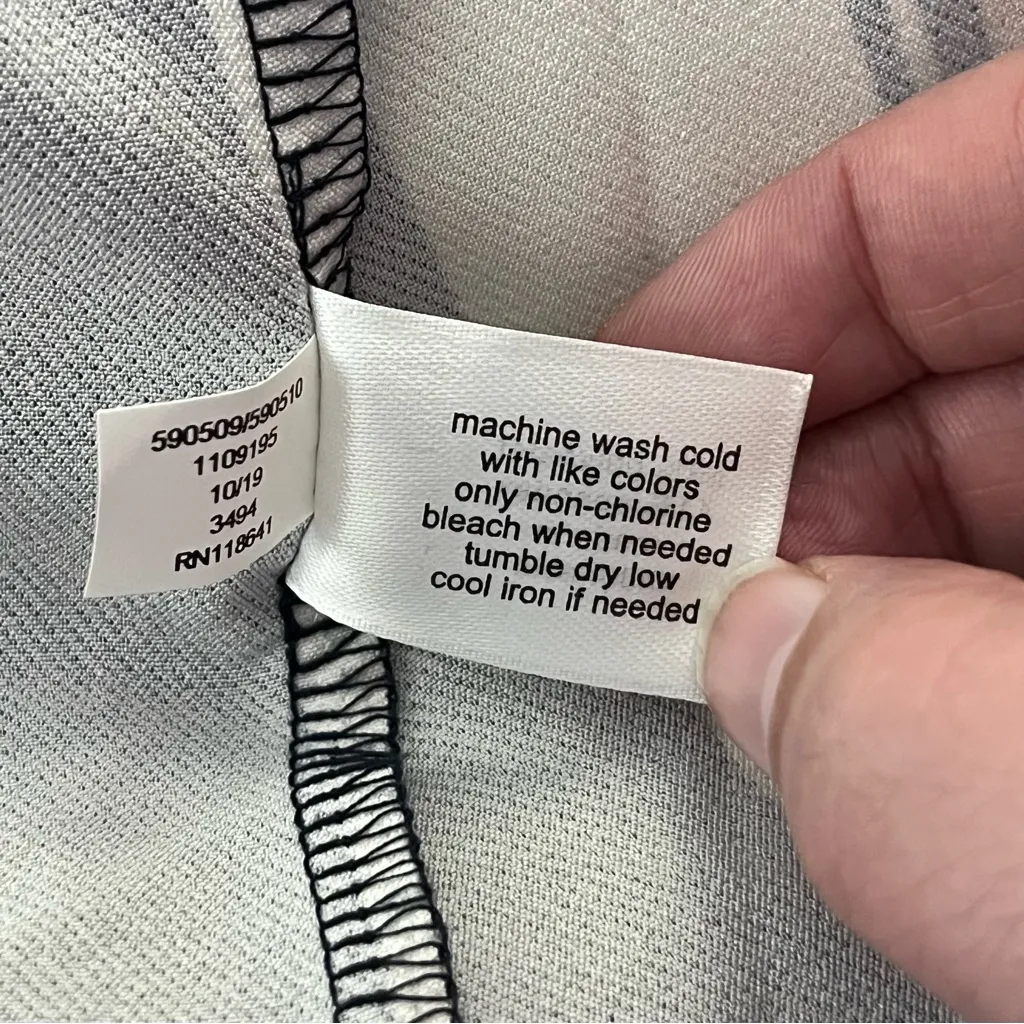 590509/590510
1109195
10/19
3494
RN118641
machine wash cold
with like colors
only non-chlorine
bleach when needed
tumble dry low
cool iron if needed